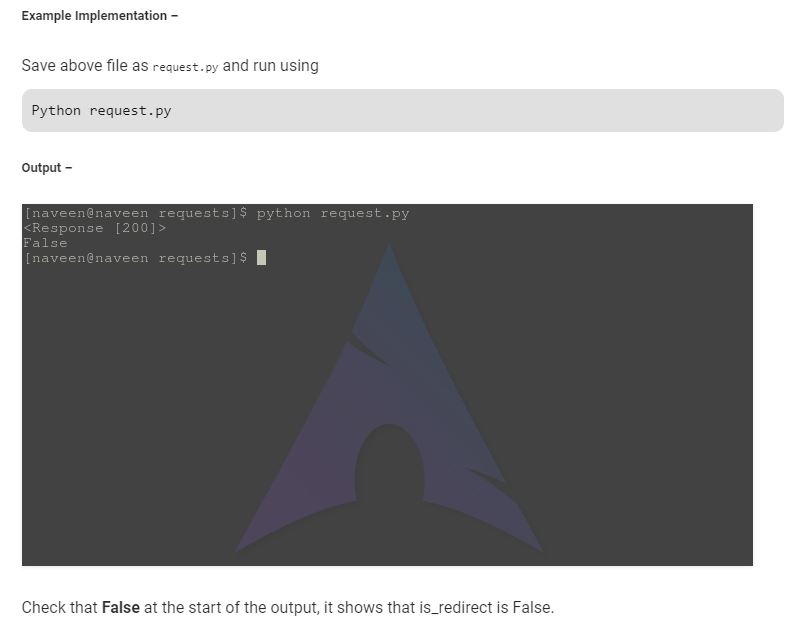 Example Implementation –
Save above file as request.py and run using
Python request.py
Output –
[naveen@naveen requests]$ python request.py
<Response [200]>
False
[naveen@naveen requests]$
Check that False at the start of the output, it shows that is_redirect is False.